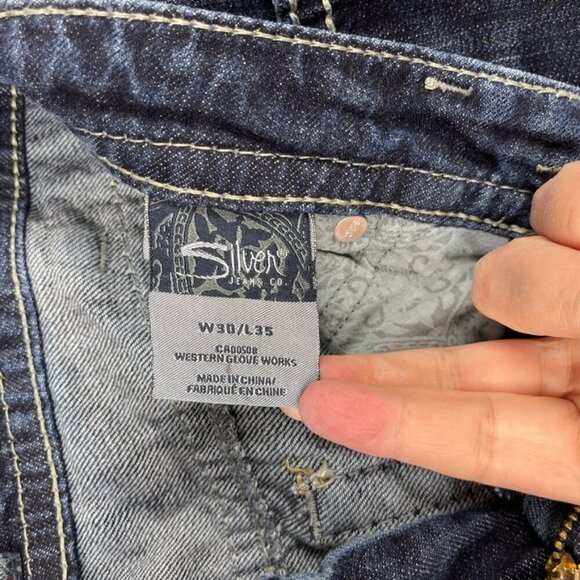 Silver®
JEANS CO.
W30/L35
CA00508
WESTERN GLOVE WORKS
MADE IN CHINA/
FABRIQUÉ EN CHINE